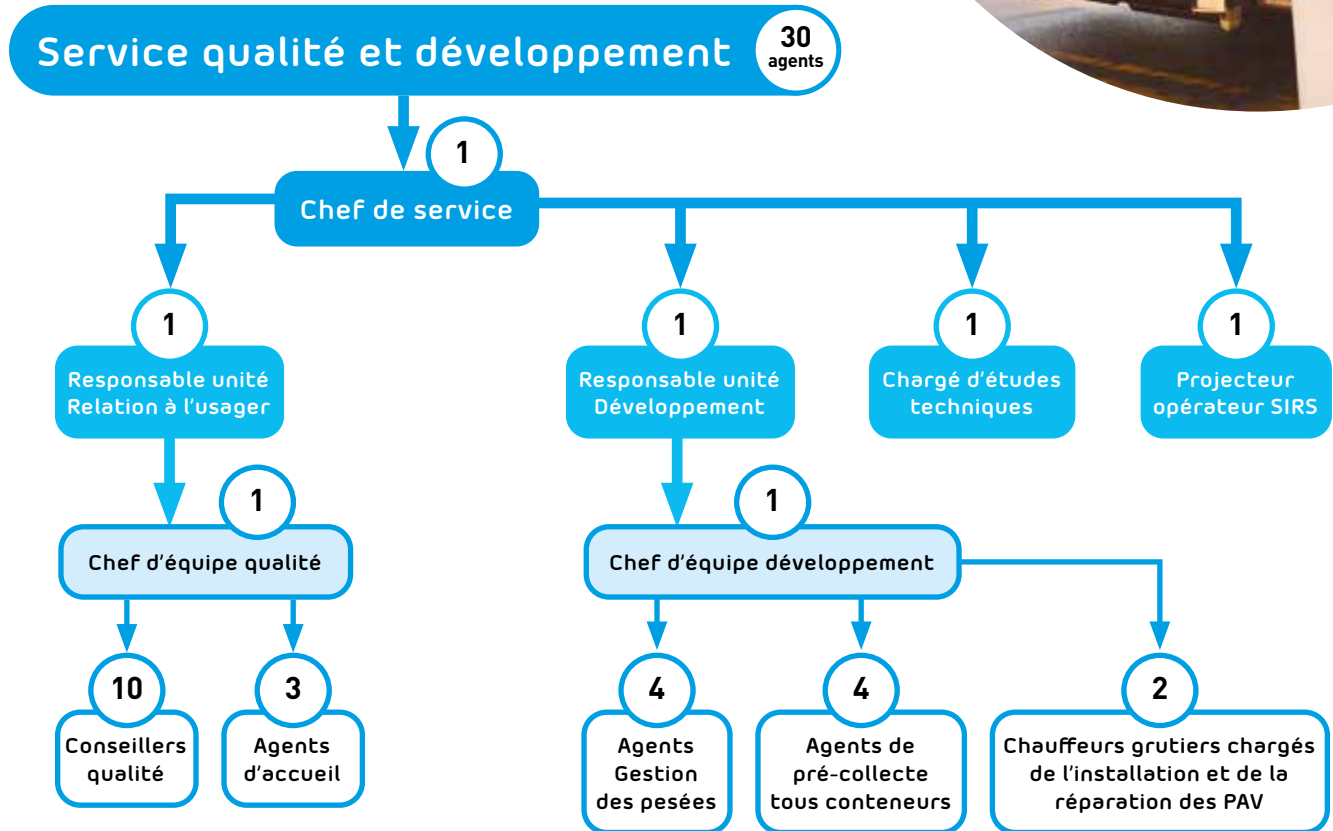 Service qualité et développement
30
agents
1
Chef de service
1
Responsable unité
Relation à l'usager
1
Responsable unité
Développement
1
Chargé d'études
techniques
1
Projecteur
opérateur SIRS
1
Chef d'équipe qualité
1
Chef d'équipe développement
10
Conseillers
qualité
3
Agents
d'accueil
4
Agents
Gestion
des pesées
4
Agents de
pré-collecte
tous conteneurs
2
Chauffeurs grutiers chargés
de l'installation et de la
réparation des PAV